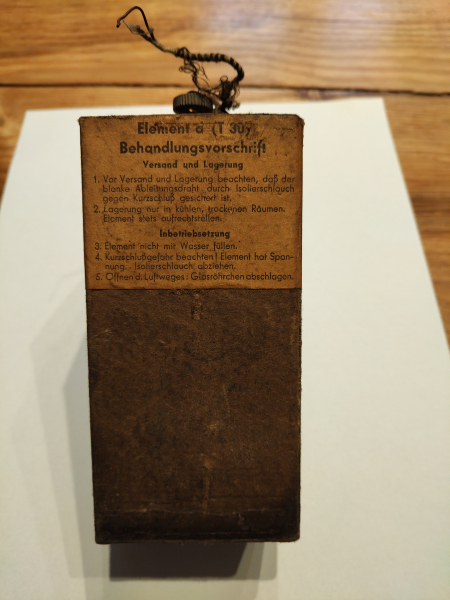 Element a (T 30)
Behandlungsvorschrift
Versand und Lagerung
1. Vor Versand und Lagerung beachten, daß der
blanke Ableitungsdraht durch Isolierschlauch
gegen Kurzschluß gesichert ist.
2. Lagerung nur in kühlen, trockenen Räumen.
Element stets aufrechtstellen.
Inbetriebsetzung
3. Element nicht mit Wasser füllen.
4. Kurzschlußgefahr beachten! Element hat Span-
nung. Isolierschlauch abziehen.
5. Öffnen d. Luftweges: Glasröhrchen abschlagen.